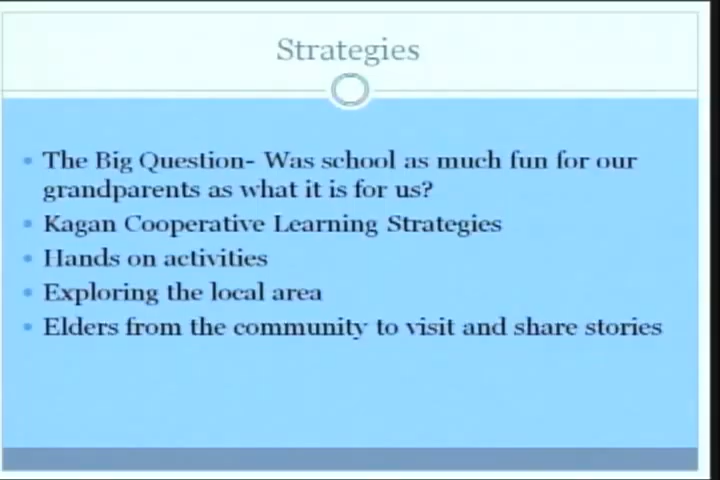 Strategies
The Big Question- Was school as much fun for our
grandparents as what it is for us?
Kagan Cooperative Learning Strategies
Hands on activities
Exploring the local area
Elders from the community to visit and share stories